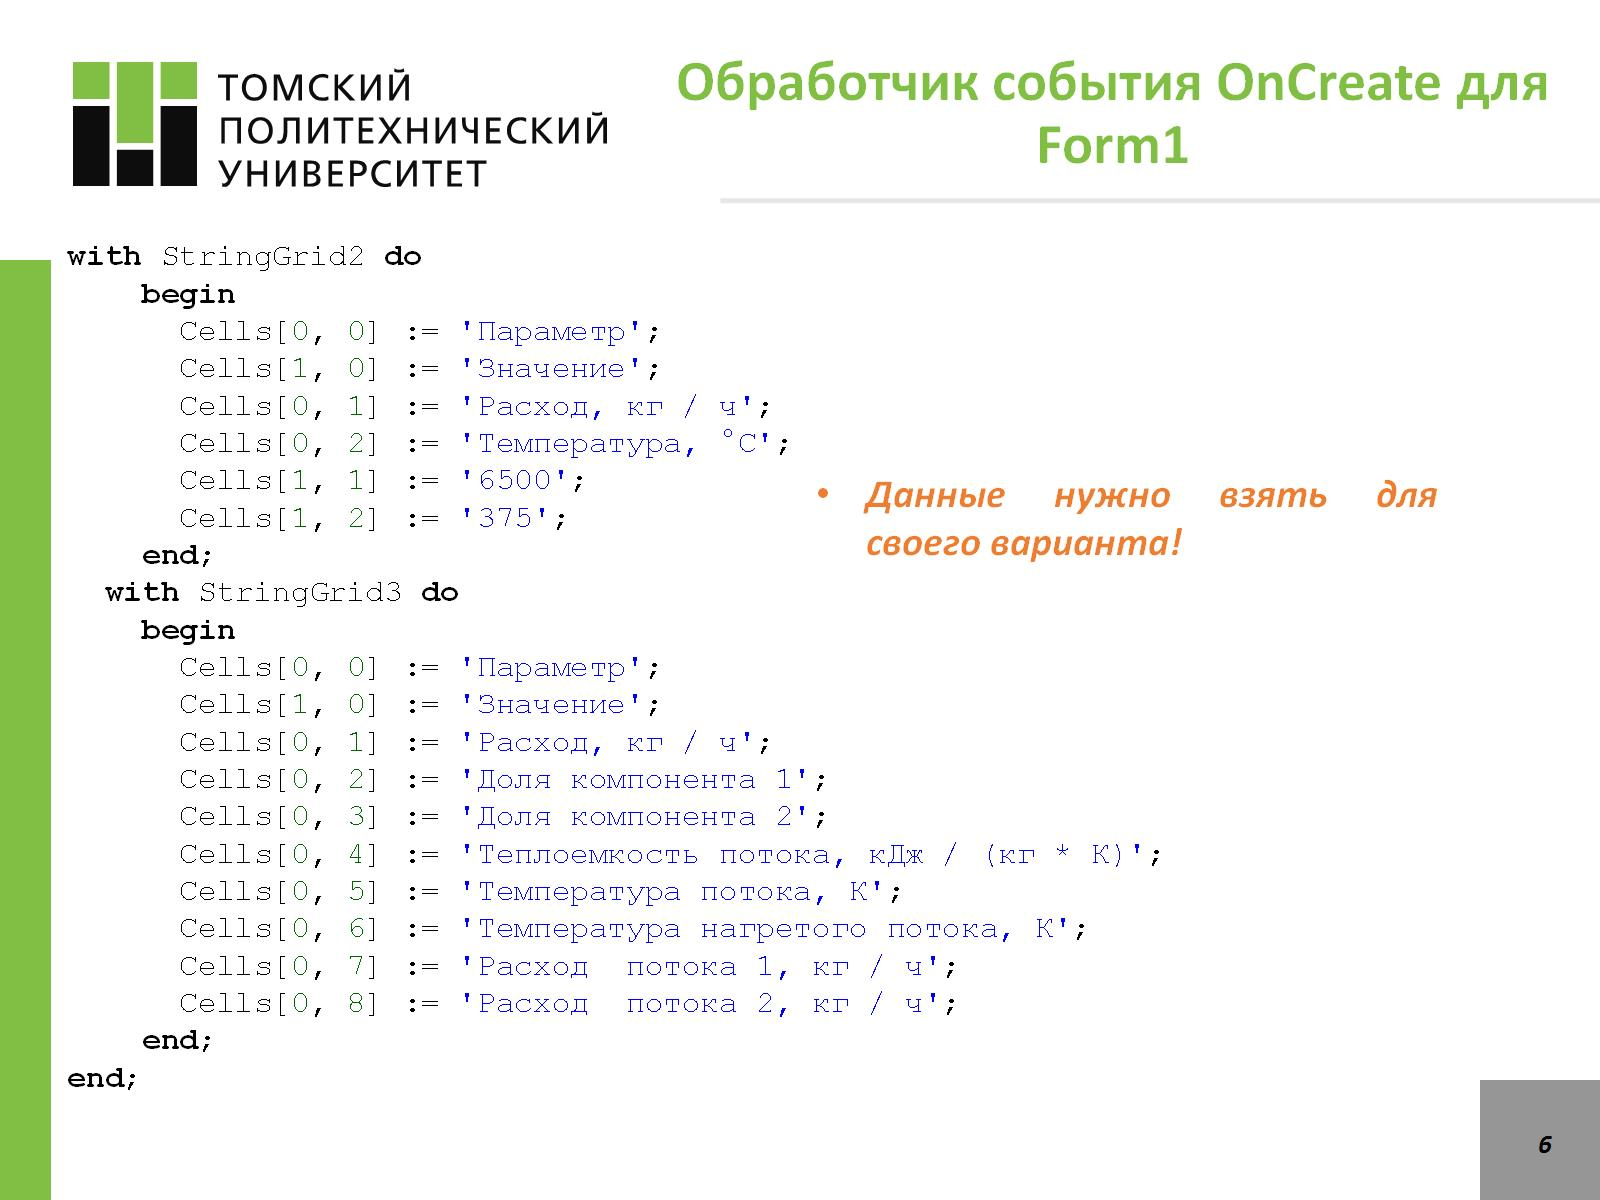 ТОМСКИЙ
ПОЛИТЕХНИЧЕСКИЙ
УНИВЕРСИТЕТ
Обработчик события OnCreate для
Form1
with StringGrid2 do
    begin
      Cells[0, 0] := 'Параметр';
      Cells[1, 0] := 'Значение';
      Cells[0, 1] := 'Расход, кг / ч';
      Cells[0, 2] := 'Температура, °C';
      Cells[1, 1] := '6500';
      Cells[1, 2] := '375';
    end;
  with StringGrid3 do
    begin
      Cells[0, 0] := 'Параметр';
      Cells[1, 0] := 'Значение';
      Cells[0, 1] := 'Расход, кг / ч';
      Cells[0, 2] := 'Доля компонента 1';
      Cells[0, 3] := 'Доля компонента 2';
      Cells[0, 4] := 'Теплоемкость потока, кДж / (кг * К)';
      Cells[0, 5] := 'Температура потока, К';
      Cells[0, 6] := 'Температура нагретого потока, К';
      Cells[0, 7] := 'Расход  потока 1, кг / ч';
      Cells[0, 8] := 'Расход  потока 2, кг / ч';
    end;
end;
• Данные нужно взять для
своего варианта!
6